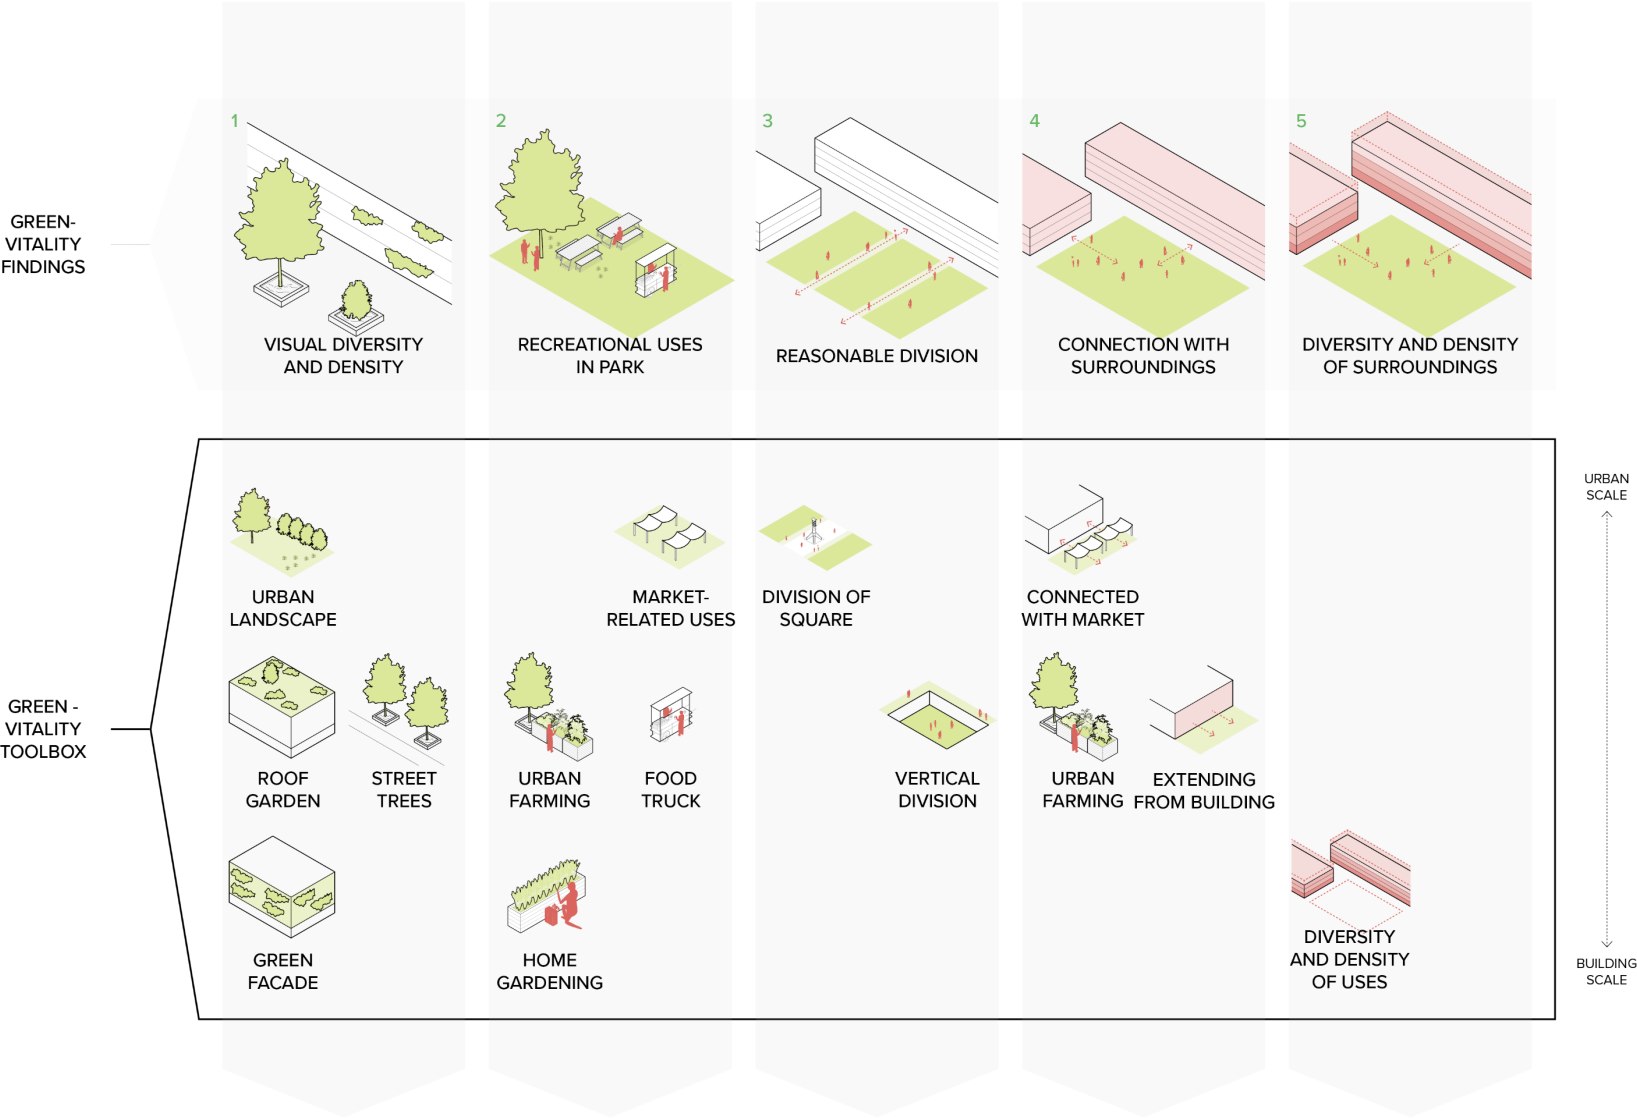 1
2
3
4
5
GREEN-
VITALITY
FINDINGS
VISUAL DIVERSITY
AND DENSITY
RECREATIONAL USES
IN PARK
REASONABLE DIVISION
CONNECTION WITH
SURROUNDINGS
DIVERSITY AND DENSITY
OF SURROUNDINGS
URBAN
SCALE
URBAN
LANDSCAPE
MARKET-
RELATED USES
DIVISION OF
SQUARE
CONNECTED
WITH MARKET
GREEN -
VITALITY
TOOLBOX
ROOF
GARDEN
STREET
TREES
URBAN
FARMING
FOOD
TRUCK
VERTICAL
DIVISION
URBAN
FARMING
EXTENDING
FROM BUILDING
GREEN
FACADE
HOME
GARDENING
DIVERSITY
AND DENSITY
OF USES
BUILDING
SCALE